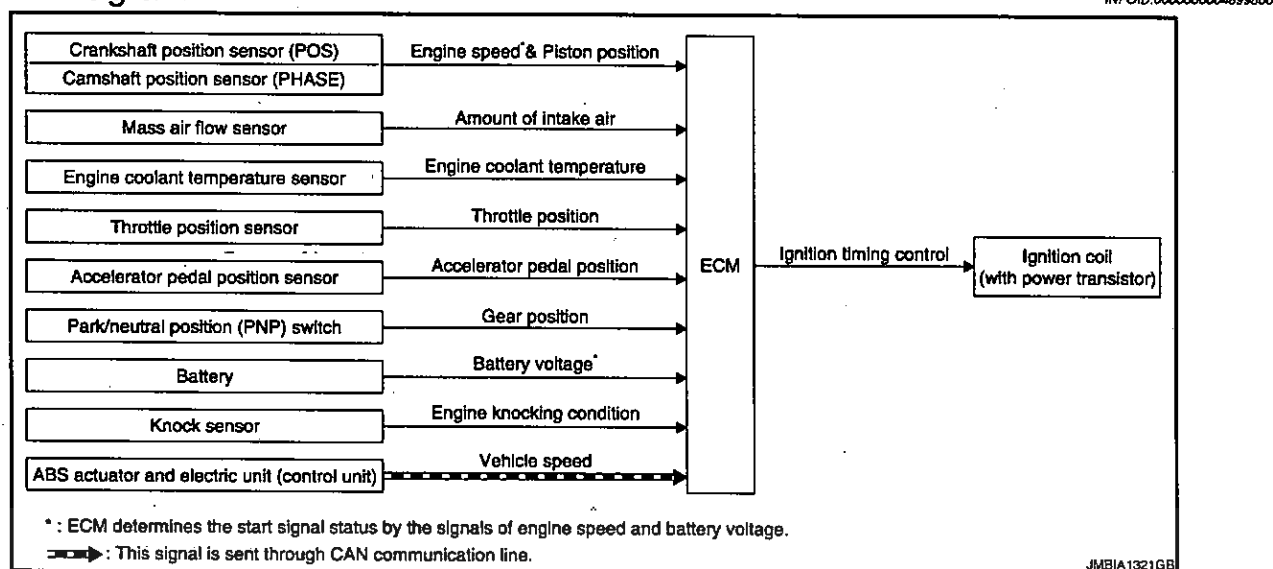 Crankshaft position sensor (POS)
Camshaft position sensor (PHASE)
Engine speed* & Piston position
Mass air flow sensor
Amount of intake air
Engine coolant temperature sensor
Engine coolant temperature
Throttle position sensor
Throttle position
Accelerator pedal position sensor
Accelerator pedal position
ECM
Ignition timing control
Ignition coil
(with power transistor)
Park/neutral position (PNP) switch
Gear position
Battery
Battery voltage*
Knock sensor
Engine knocking condition
ABS actuator and electric unit (control unit)
Vehicle speed
* : ECM determines the start signal status by the signals of engine speed and battery voltage.
: This signal is sent through CAN communication line.
JMBIA1321GB